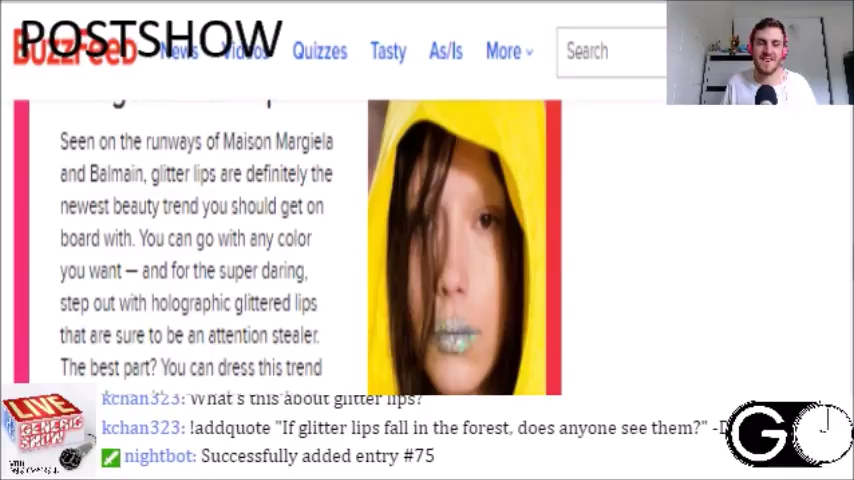 POSTSHOW
BuzzFeed News Videos Quizzes Tasty As/Is More Search
Seen on the runways of Maison Margiela
and Balmain, glitter lips are definitely the
newest beauty trend you should get on
board with. You can go with any color
you want — and for the super daring,
step out with holographic glittered lips
that are sure to be an attention stealer.
The best part? You can dress this trend
kchan323: What's this about glitter lips?
kchan323: !addquote "If glitter lips fall in the forest, does anyone see them?" -D
nightbot: Successfully added entry #75
LIVE
GENERIC
SHOW
GO